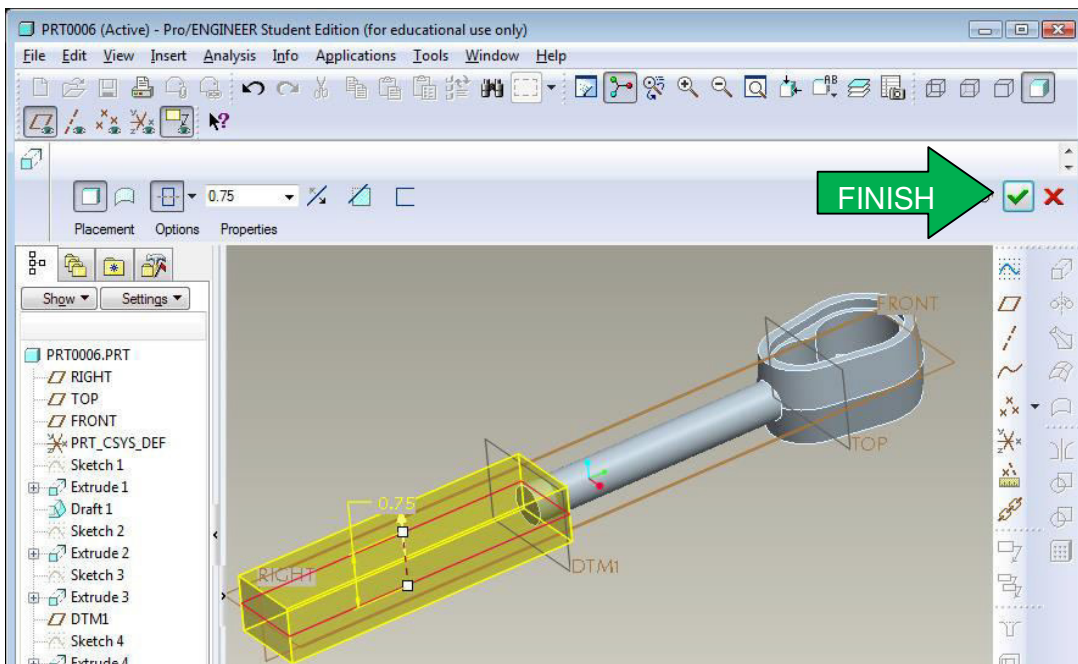 PRT0006 (Active) - Pro/ENGINEER Student Edition (for educational use only)
File Edit View Insert Analysis Info Applications Tools Window Help
0.75
FINISH
Placement Options Properties
Show Settings
PRT0006.PRT
RIGHT
TOP
FRONT
PRT_CSYS_DEF
Sketch 1
Extrude 1
Draft 1
Sketch 2
Extrude 2
Sketch 3
Extrude 3
DTM1
Sketch 4
Extrude 4
FRONT
TOP
0.75
DTM1
RIGHT